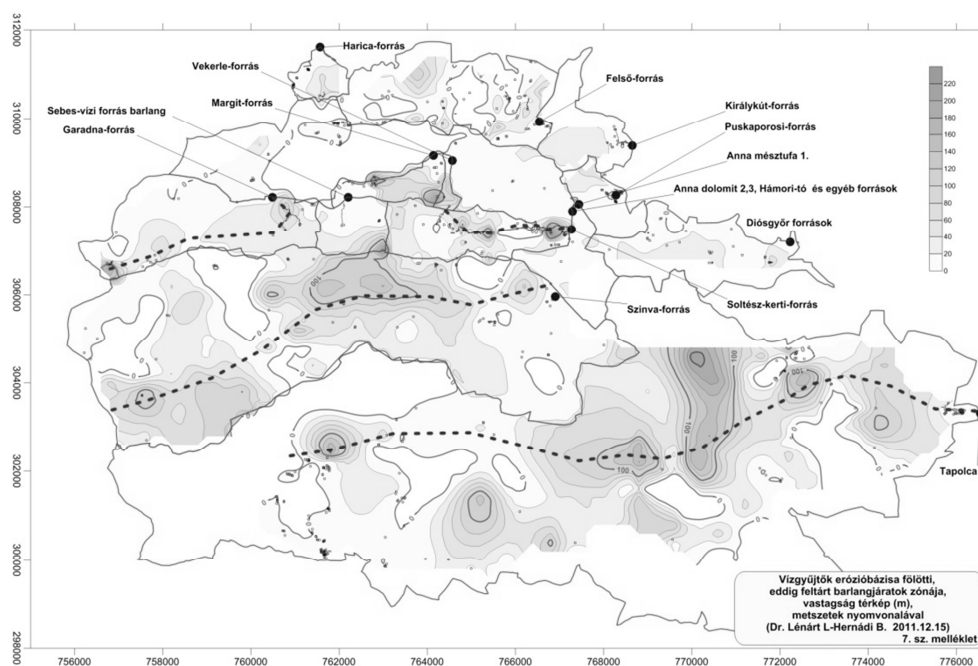 312000
310000
308000
306000
304000
302000
300000
298000
Harica-forrás
Vekerle-forrás
Margit-forrás
Sebes-vízi forrás barlang
Garadna-forrás
Felső-forrás
Királykút-forrás
Puskaporosi-forrás
Anna mésztufa 1.
Anna dolomit 2,3, Hámori-tó és egyéb források
Diósgyőr források
Soltész-kerti-forrás
Szinva-forrás
Tapolca
220
200
180
160
140
120
100
80
60
40
20
0
100
100
100
100
100
Vízgyűjtők erózióbázisa fölötti,
eddig feltárt barlangjáratok zónája,
vastagság térkép (m),
metszetek nyomvonalával
(Dr. Lénárt L-Hernádi B. 2011.12.15)
7. sz. melléklet
756000 758000 760000 762000 764000 766000 768000 770000 772000 774000